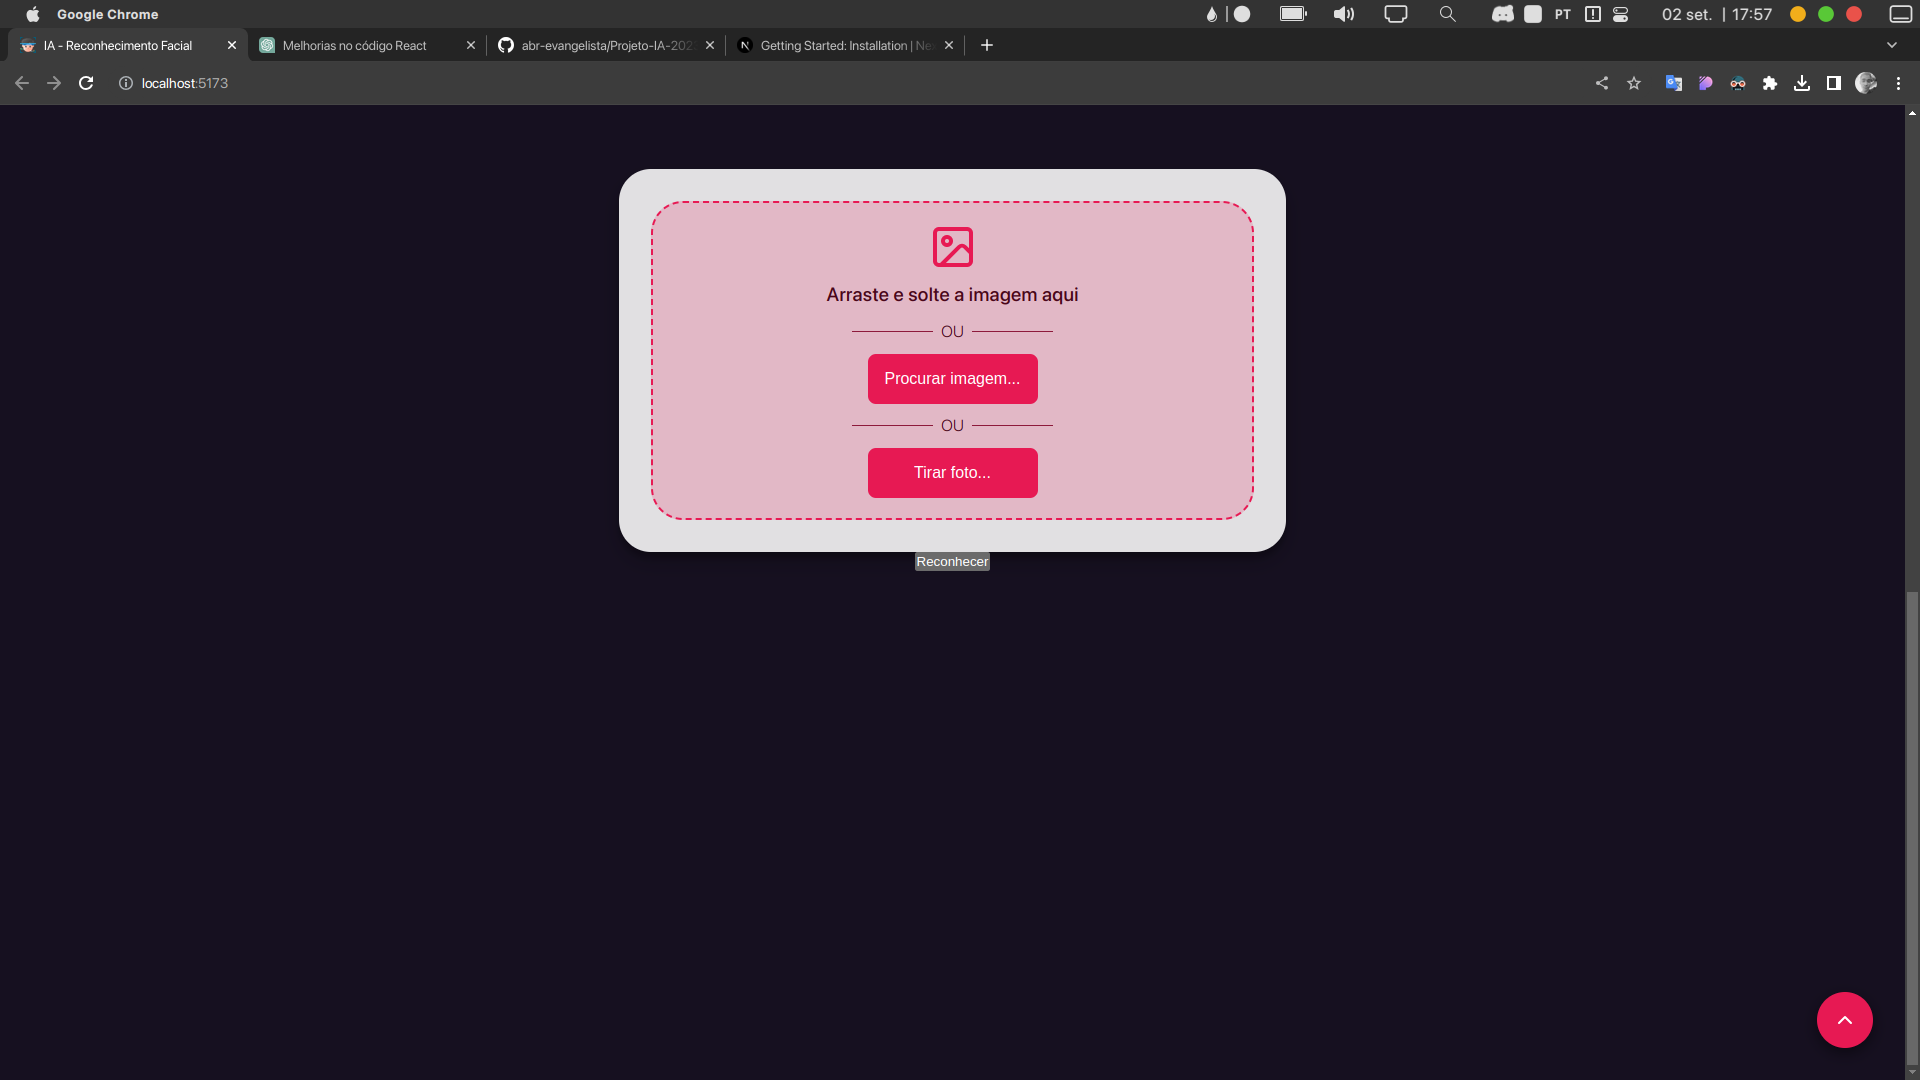 Google Chrome
PT
02 set. | 17:57
IA - Reconhecimento Facial
Melhorias no código React
abr-evangelista/Projeto-IA-202
Getting Started: Installation | Ne
localhost:5173
Arraste e solte a imagem aqui
OU
Procurar imagem...
OU
Tirar foto...
Reconhecer